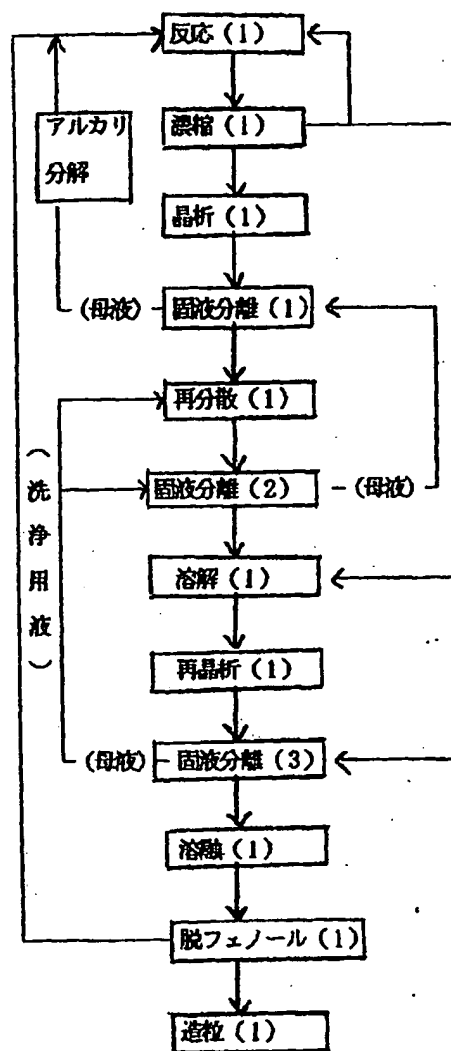 反応（1）
アルカリ
分解
濃縮（1）
晶析（1）
（母液）
固液分離（1）
再分散（1）
固液分離（2）
（母液）
（洗浄用液）
溶解（1）
再晶析（1）
（母液）
固液分離（3）
溶融（1）
脱フェノール（1）
造粒（1）